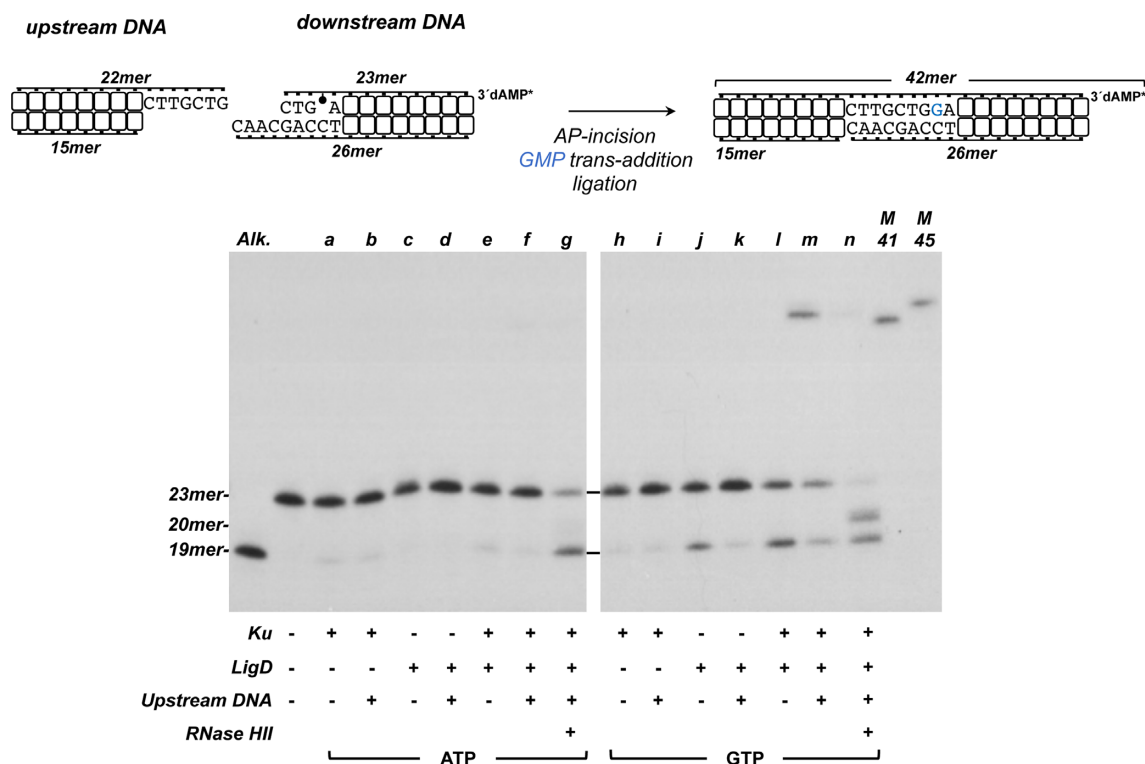 upstream DNA downstream DNA
22mer 23mer 42mer
CTTGCTG CTG A 3´dAMP* CTTGCTGGA 3´dAMP*
CAACGACCT CAACGACCT
15mer 26mer 15mer 26mer
AP-incision
GMP trans-addition
ligation
Alk. a b c d e f g h i j k l m n M 41 M 45
23mer-
20mer-
19mer-
Ku - + + - - + + + + + - - + + +
LigD - - - + + + + + - - + + + + +
Upstream DNA - - + - + - + + - + - + - + +
RNase HII + +
ATP GTP